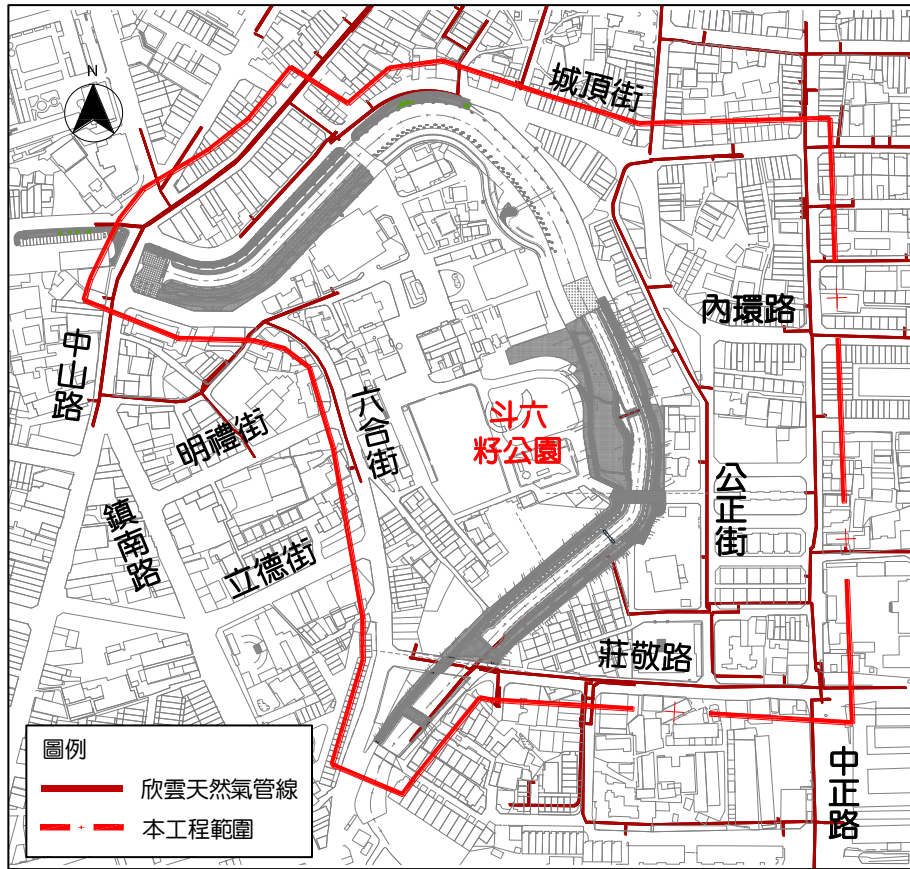 N
城頂街
內環路
中山路
六合街
斗六
籽公園
明禮街
公正街
鎮南路
立德街
莊敬路
中正路
圖例
欣雲天然氣管線
本工程範圍